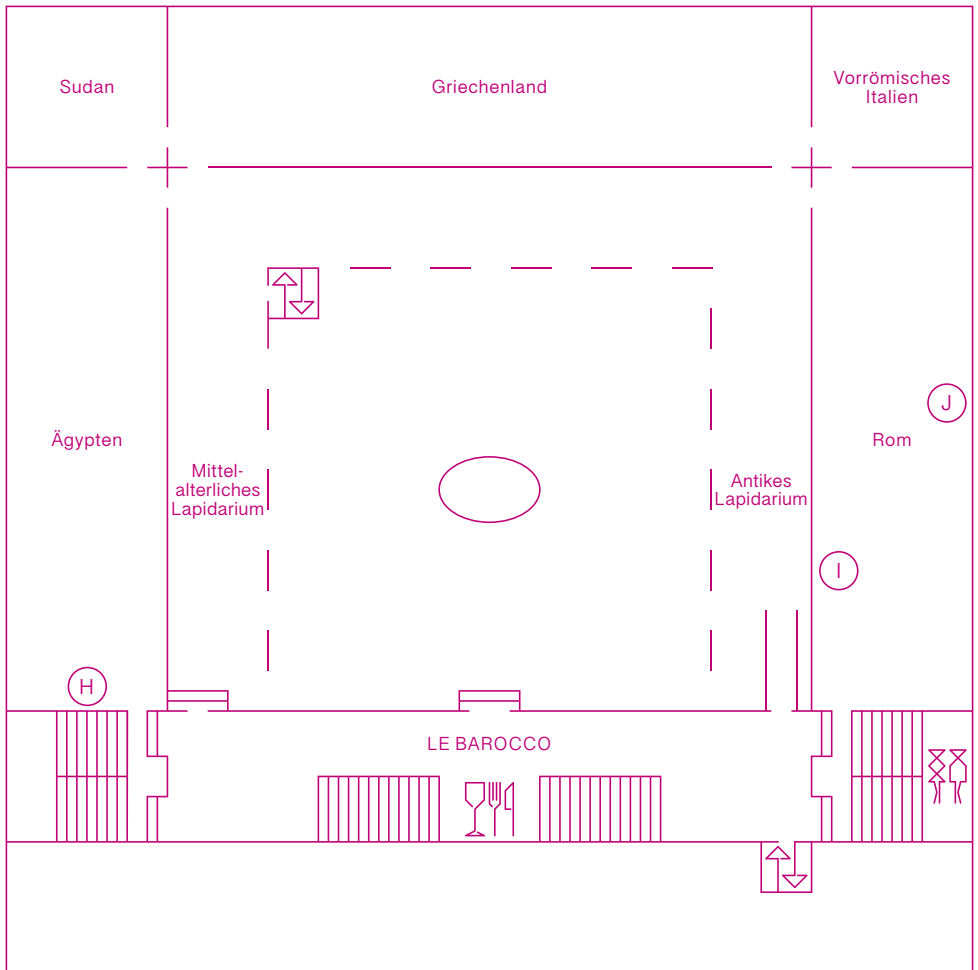 Sudan
Griechenland
Vorrömisches
Italien
J
Ägypten
Rom
Mittel-
alterliches
Lapidarium
Antikes
Lapidarium
I
H
LE BAROCCO